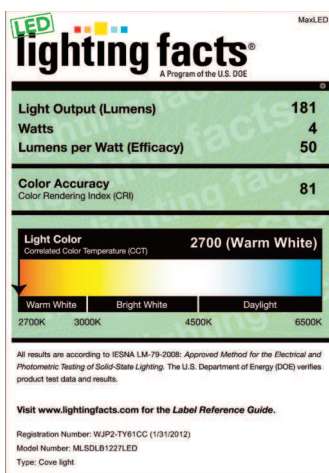 MaxLED
LED
lighting facts®
A Program of the U.S. DOE
Light Output (Lumens) 181
Watts 4
Lumens per Watt (Efficacy) 50
Color Accuracy 81
Color Rendering Index (CRI)
Light Color 2700 (Warm White)
Correlated Color Temperature (CCT)
Warm White Bright White Daylight
2700K 3000K 4500K 6500K
All results are according to IESNA LM-79-2008: Approved Method for the Electrical and
Photometric Testing of Solid-State Lighting. The U.S. Department of Energy (DOE) verifies
product test data and results.
Visit www.lightingfacts.com for the Label Reference Guide.
Registration Number: WJP2-TY61CC (1/31/2012)
Model Number: MLSDLB1227LED
Type: Cove light